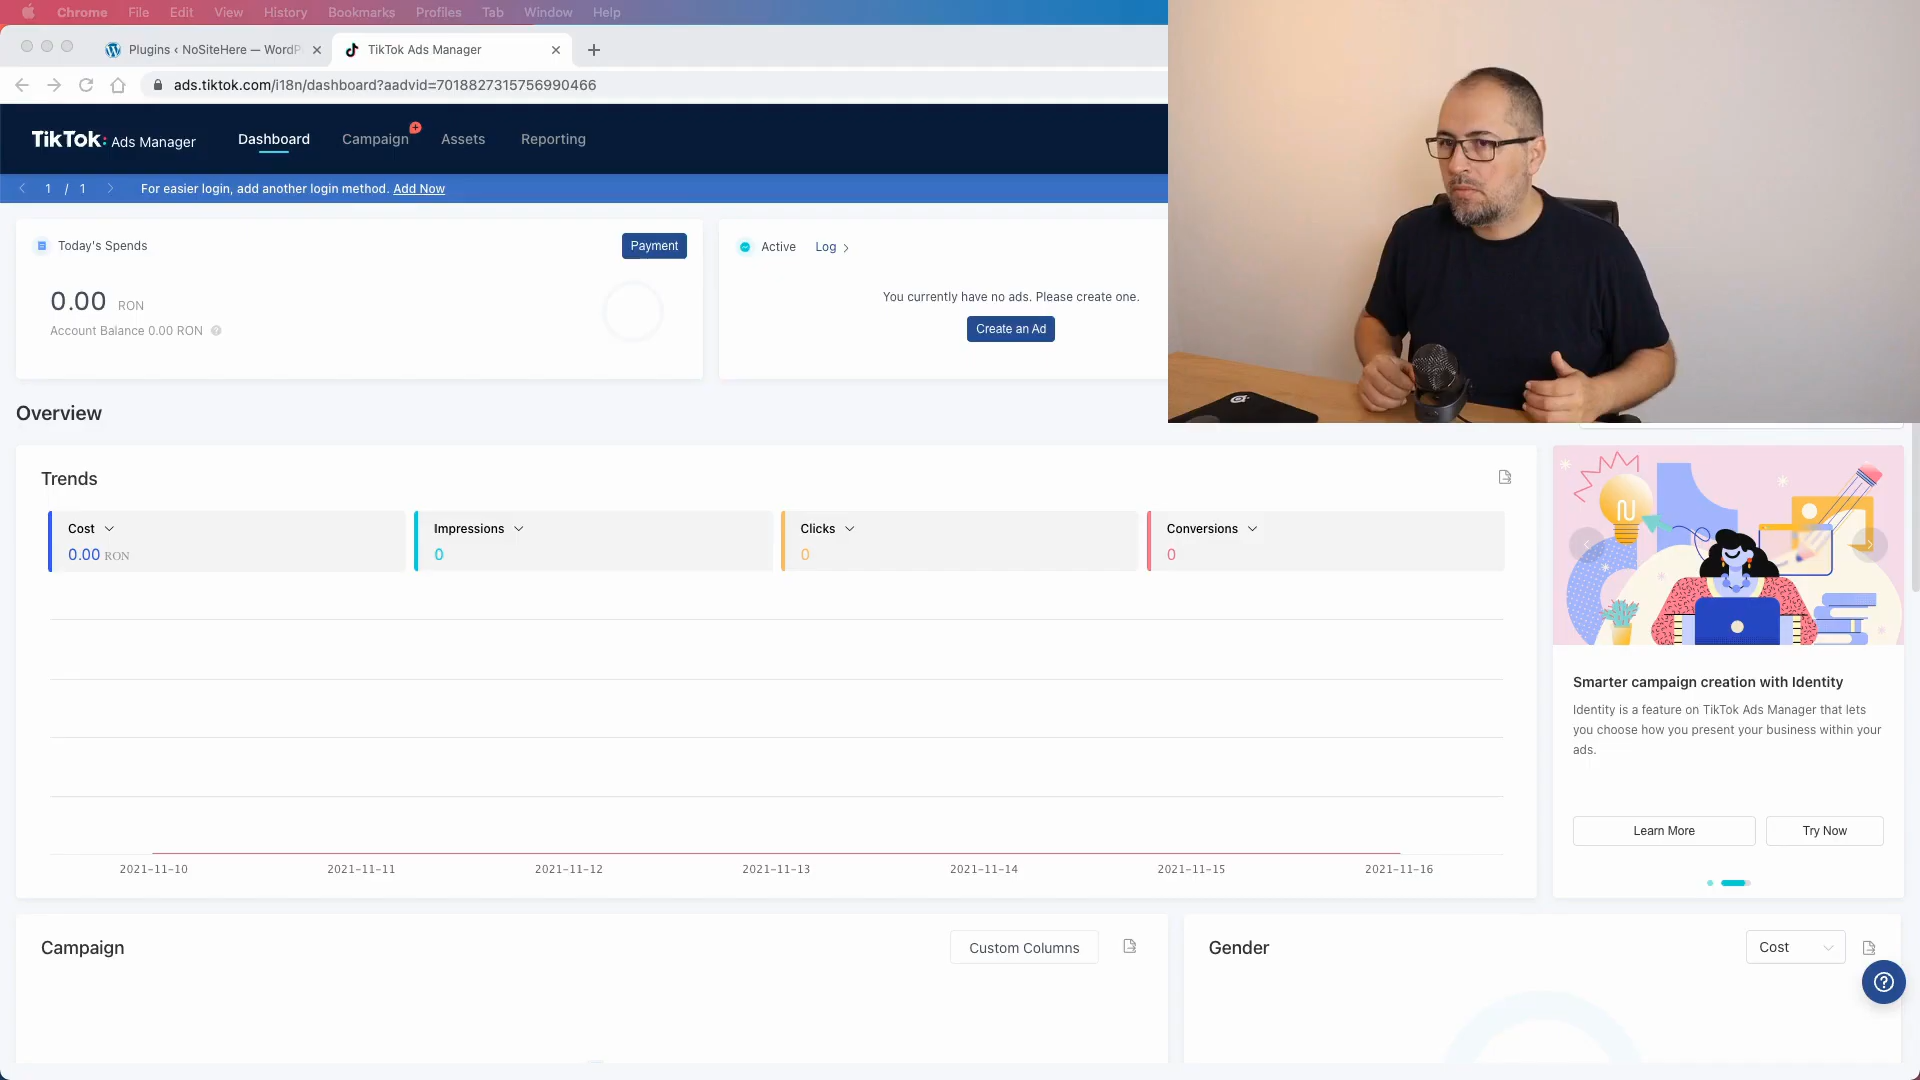 Chrome File Edit View History Bookmarks Profiles Tab Window Help
Plugins ‹ NoSiteHere — WordP
TikTok Ads Manager
ads.tiktok.com/i18n/dashboard?aadvid=7018827315756990466
TikTok: Ads Manager
Dashboard
Campaign
Assets
Reporting
1 / 1
For easier login, add another login method. Add Now
Today's Spends
Payment
0.00 RON
Account Balance 0.00 RON
Active
Log
You currently have no ads. Please create one.
Create an Ad
Overview
Trends
Cost
0.00 RON
Impressions
0
Clicks
0
Conversions
0
2021-11-10
2021-11-11
2021-11-12
2021-11-13
2021-11-14
2021-11-15
2021-11-16
Smarter campaign creation with Identity
Identity is a feature on TikTok Ads Manager that lets
you choose how you present your business within your
ads.
Learn More
Try Now
Campaign
Custom Columns
Gender
Cost